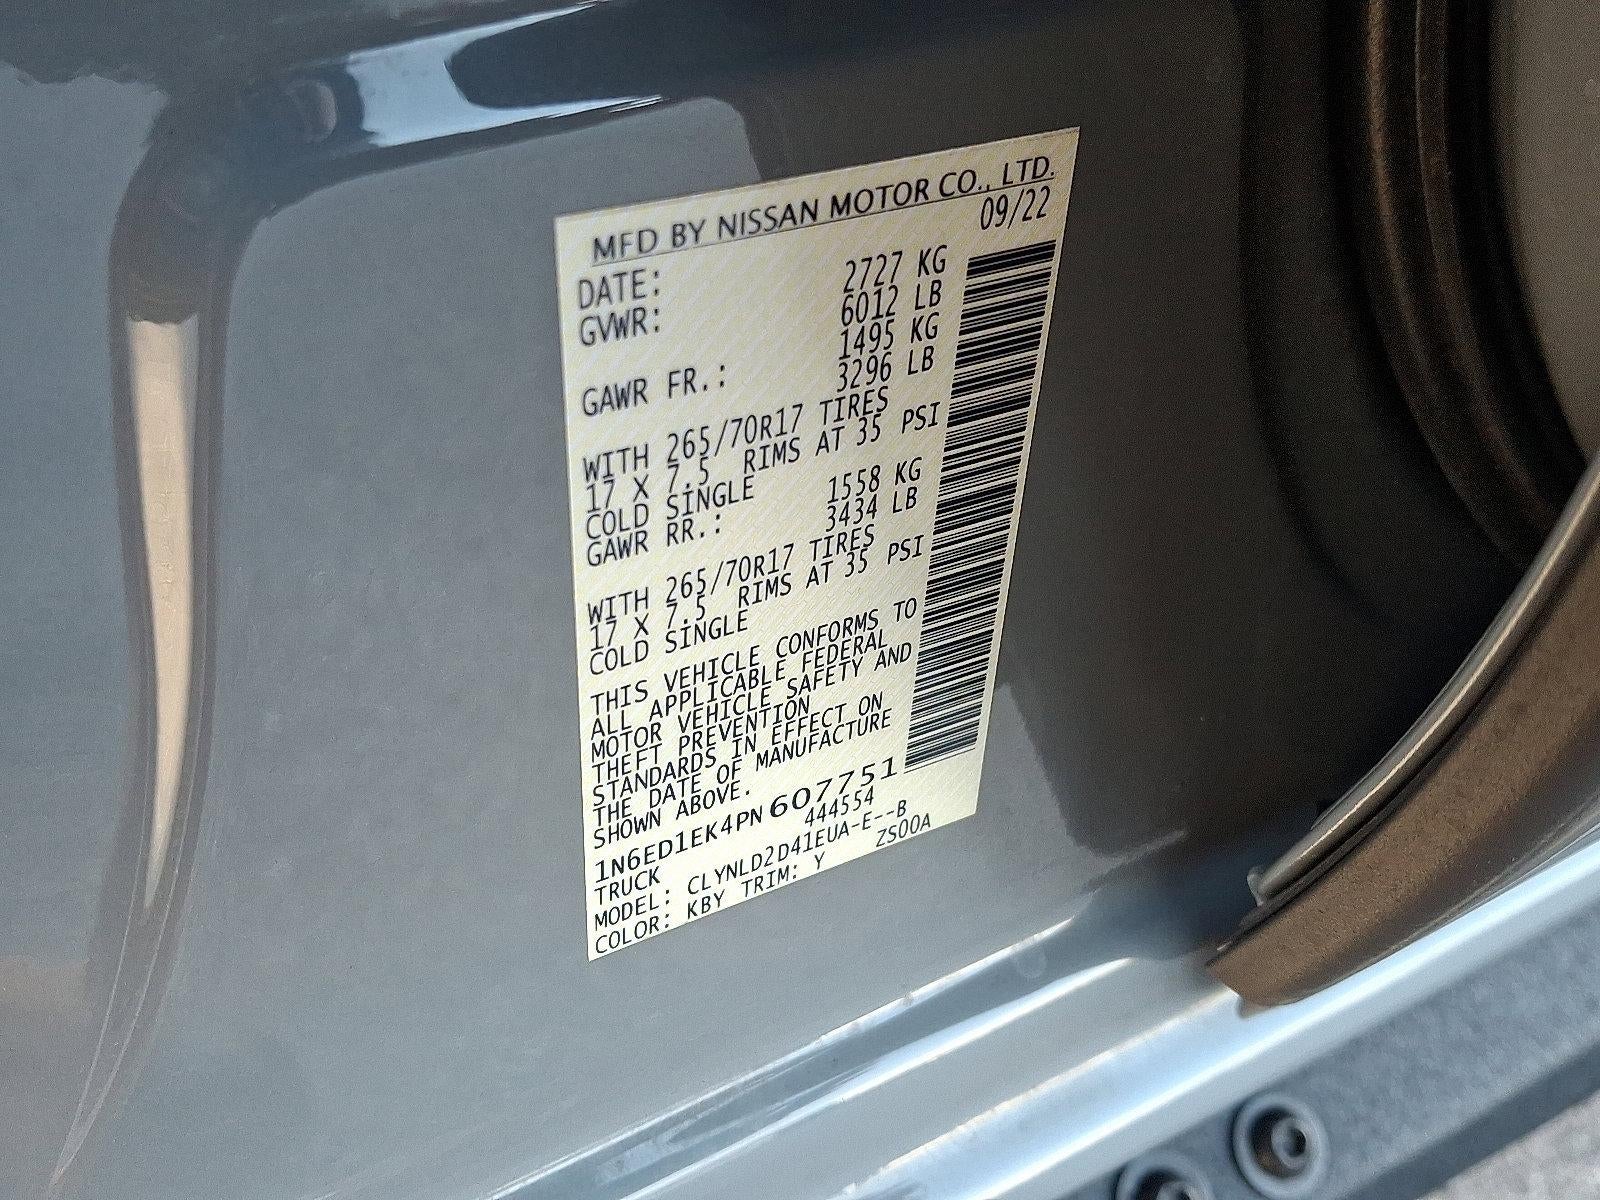 MFD BY NISSAN MOTOR CO., LTD.
DATE: 09/22
GVWR: 2727 KG
6012 LB
GAWR FR.: 1495 KG
3296 LB
WITH 265/70R17 TIRES
17 X 7.5 RIMS AT 35 PSI
COLD SINGLE
GAWR RR.: 1558 KG
3434 LB
WITH 265/70R17 TIRES
17 X 7.5 RIMS AT 35 PSI
COLD SINGLE
THIS VEHICLE CONFORMS TO
ALL APPLICABLE FEDERAL
MOTOR VEHICLE SAFETY AND
THEFT PREVENTION
STANDARDS IN EFFECT ON
THE DATE OF MANUFACTURE
SHOWN ABOVE.
1N6ED1EK4PN607751
TRUCK 444554
MODEL: CLYNLD2D41EUA-E--B
COLOR: KBY TRIM: Y ZS00A